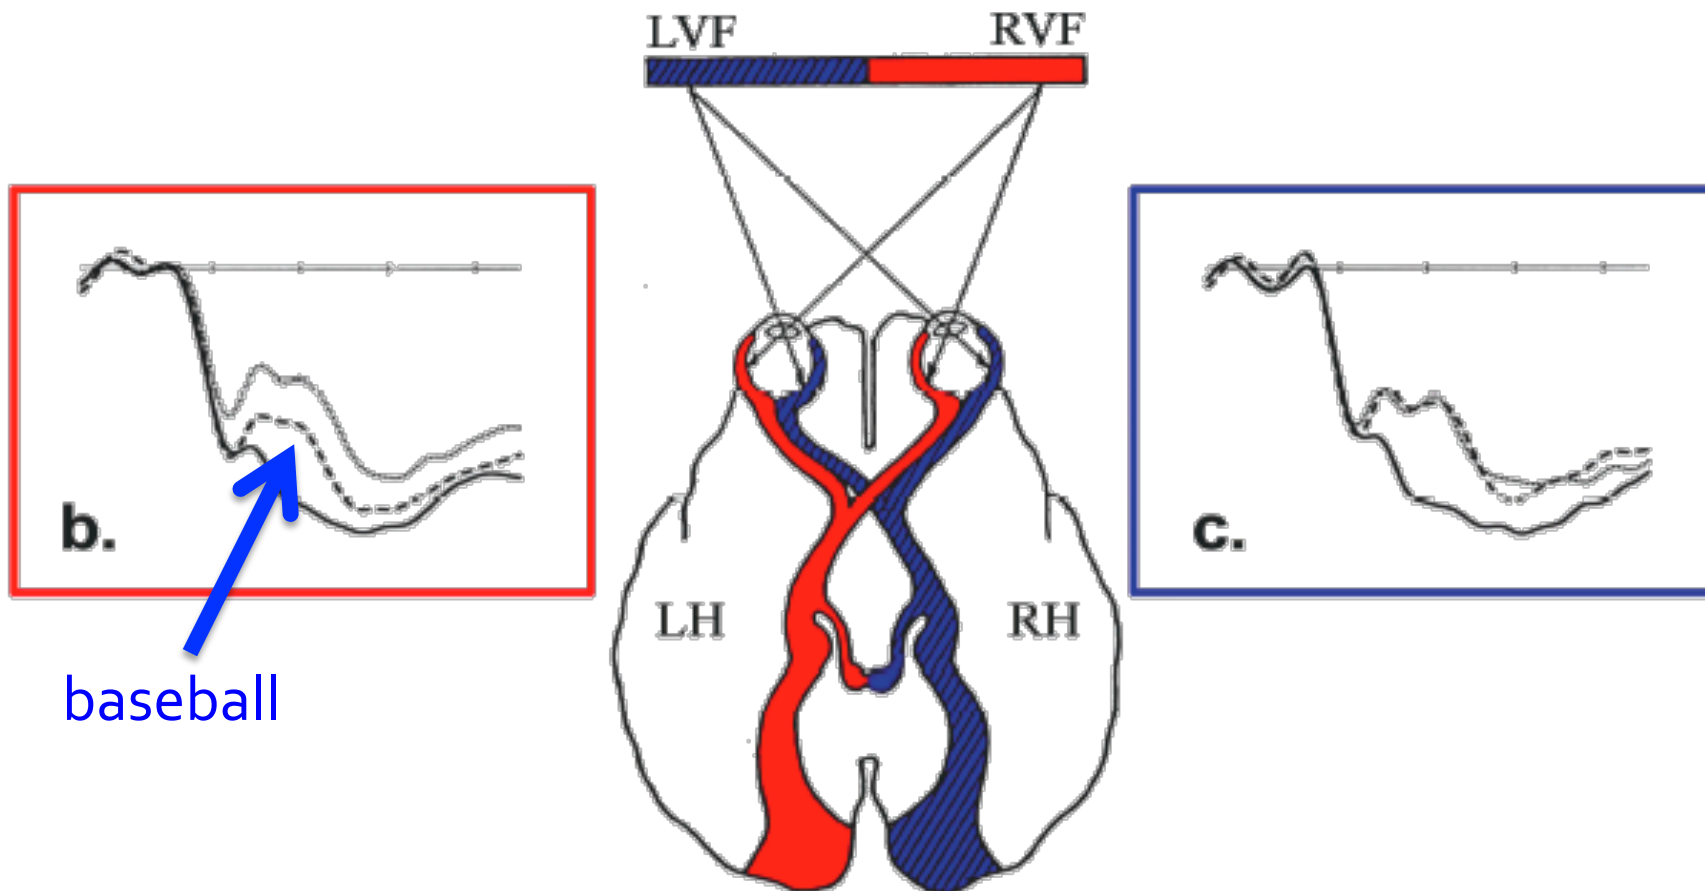 LVF RVF
b.
c.
LH RH
baseball